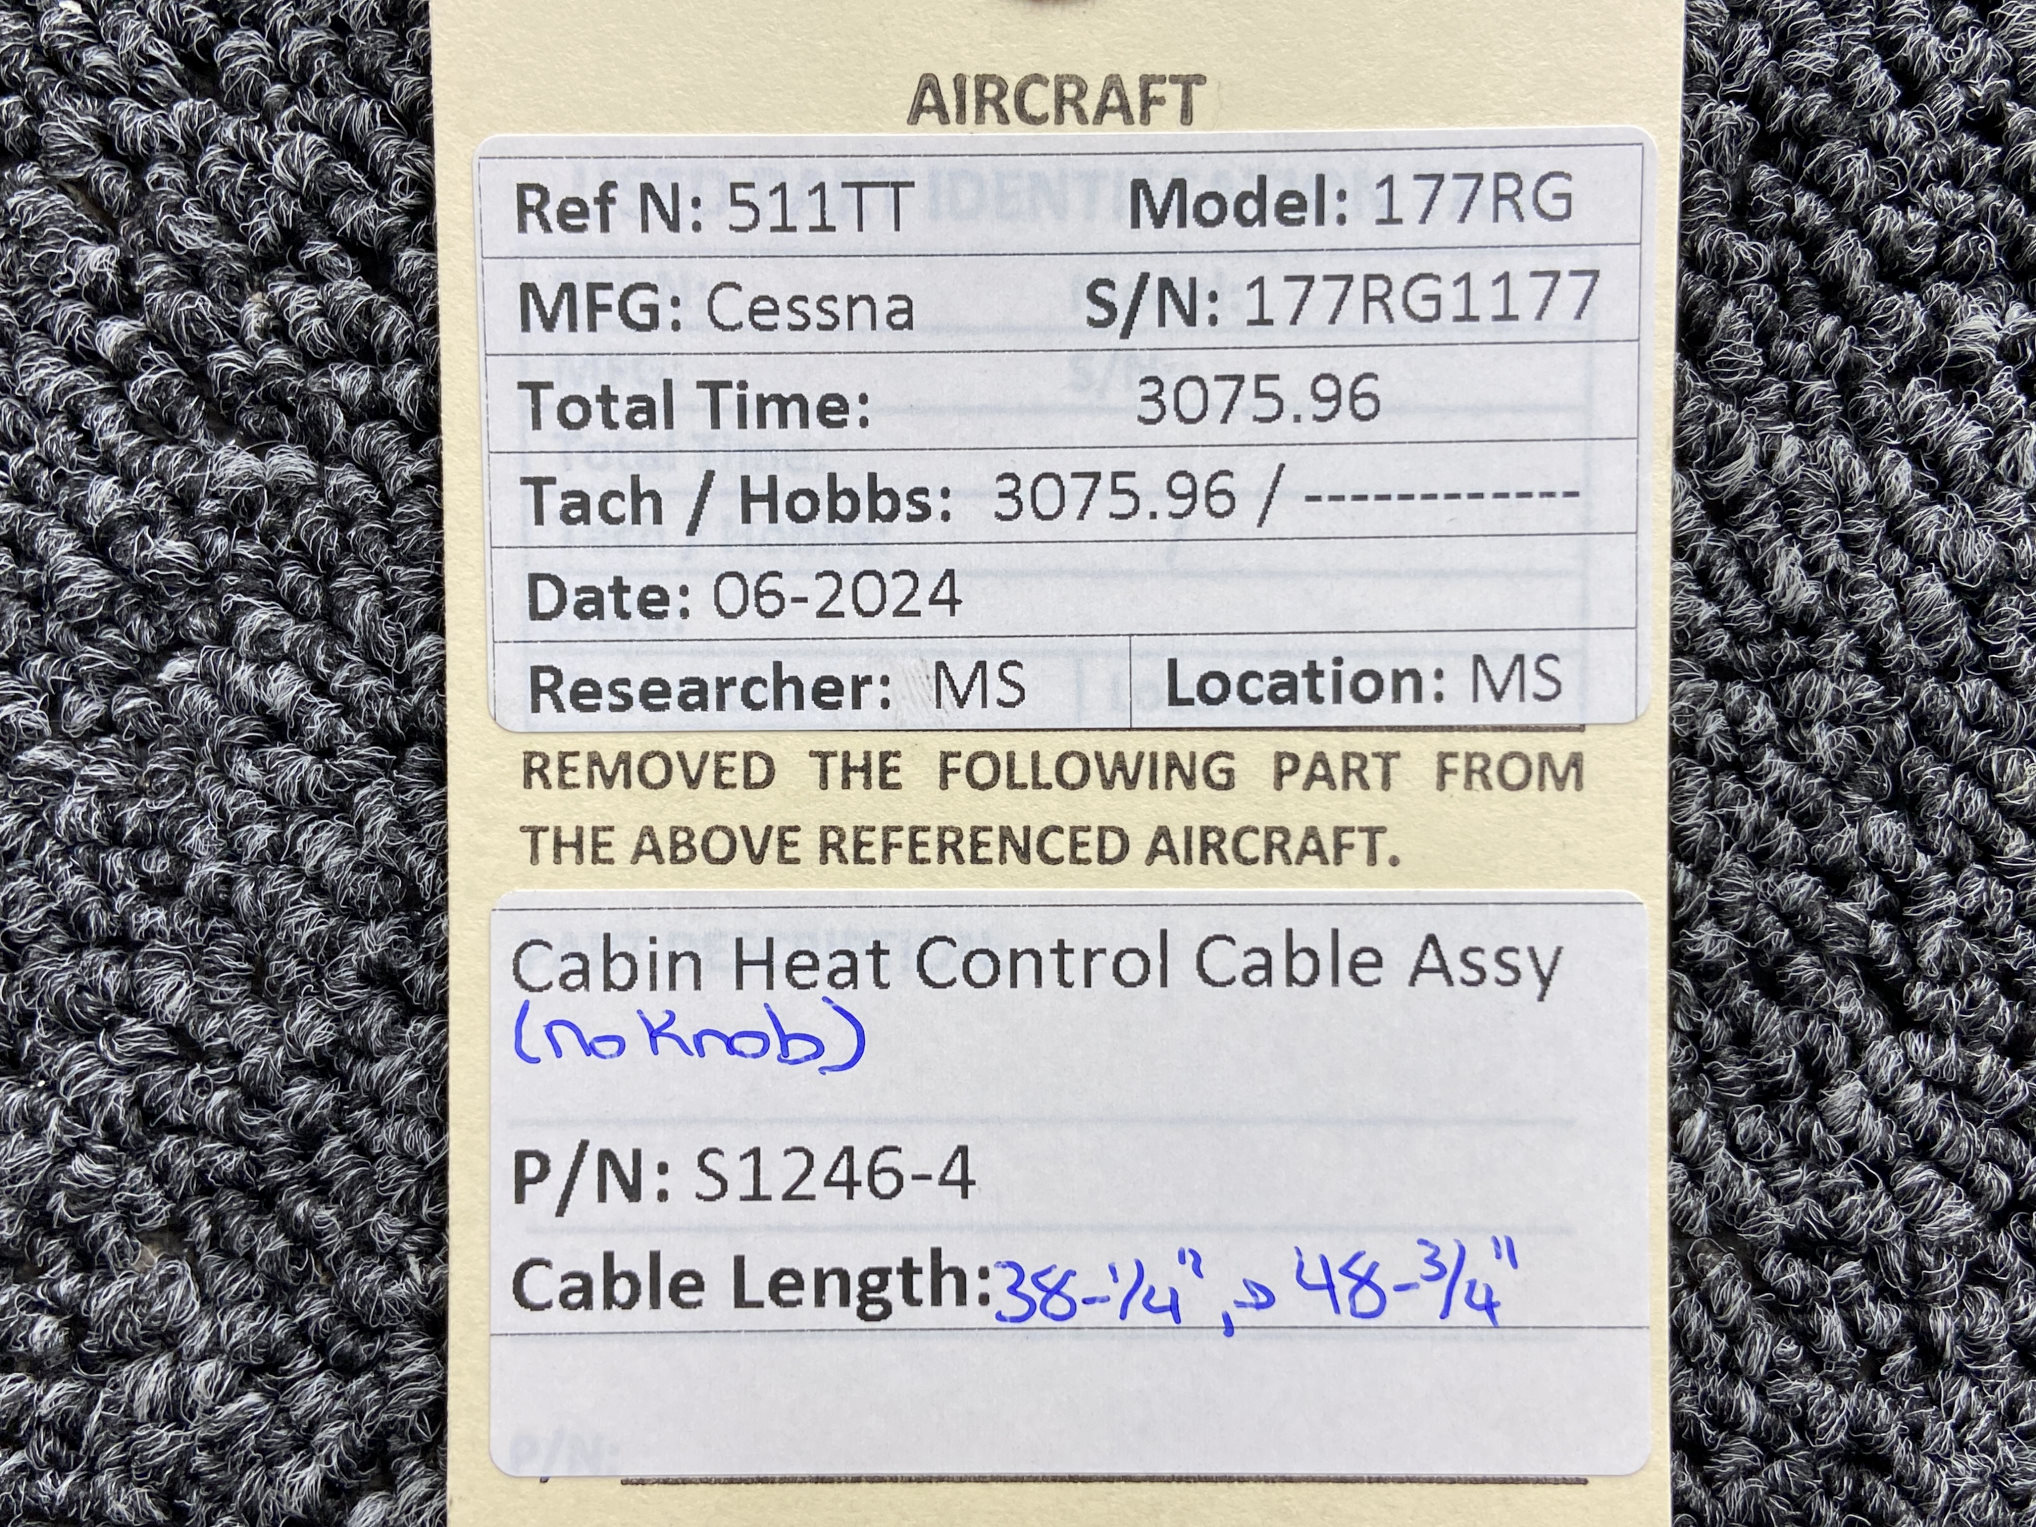 AIRCRAFT
Ref N: 511TT Model: 177RG
MFG: Cessna S/N: 177RG1177
Total Time: 3075.96
Tach / Hobbs: 3075.96 / ------------
Date: 06-2024
Researcher: MS Location: MS
REMOVED THE FOLLOWING PART FROM
THE ABOVE REFERENCED AIRCRAFT.
Cabin Heat Control Cable Assy
(no Knob)
P/N: S1246-4
Cable Length: 38-1/4", → 48-3/4"
P/N: